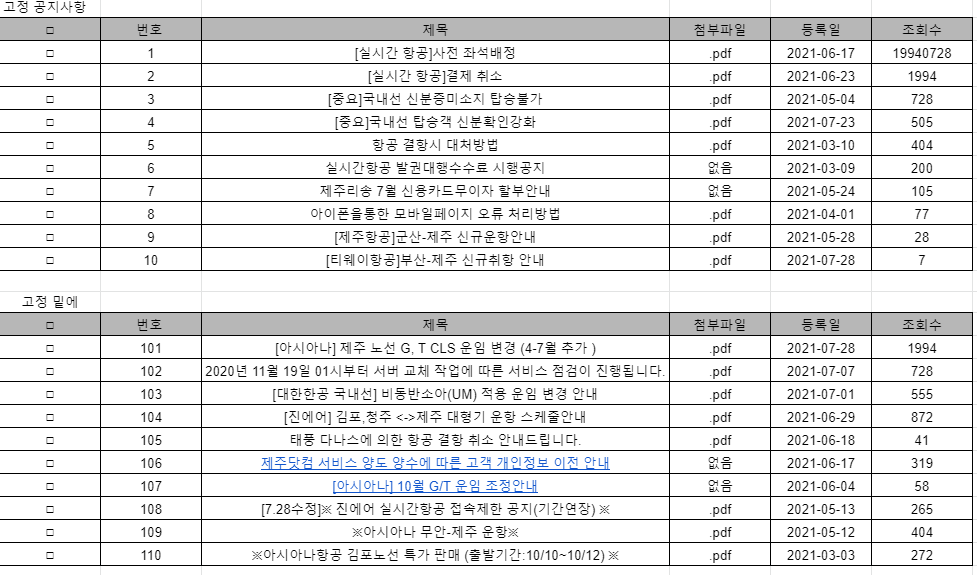 고정 공지사항
□ 번호 제목 첨부파일 등록일 조회수
□ 1 [실시간 항공]사전 좌석배정 .pdf 2021-06-17 19940728
□ 2 [실시간 항공]결제 취소 .pdf 2021-06-23 1994
□ 3 [중요]국내선 신분증미소지 탑승불가 .pdf 2021-05-04 728
□ 4 [중요]국내선 탑승객 신분확인강화 .pdf 2021-07-23 505
□ 5 항공 결항시 대처방법 .pdf 2021-03-10 404
□ 6 실시간항공 발권대행수수료 시행공지 없음 2021-03-09 200
□ 7 제주리송 7월 신용카드무이자 할부안내 없음 2021-05-24 105
□ 8 아이폰을통한 모바일페이지 오류 처리방법 .pdf 2021-04-01 77
□ 9 [제주항공]군산-제주 신규운항안내 .pdf 2021-05-28 28
□ 10 [티웨이항공]부산-제주 신규취항 안내 .pdf 2021-07-28 7
고정 밑에
□ 번호 제목 첨부파일 등록일 조회수
□ 101 [아시아나] 제주 노선 G, T CLS 운임 변경 (4-7월 추가 ) .pdf 2021-07-28 1994
□ 102 2020년 11월 19일 01시부터 서버 교체 작업에 따른 서비스 점검이 진행됩니다. .pdf 2021-07-07 728
□ 103 [대한한공 국내선] 비동반소아(UM) 적용 운임 변경 안내 .pdf 2021-07-01 555
□ 104 [진에어] 김포,청주 <->제주 대형기 운항 스케줄안내 .pdf 2021-06-29 872
□ 105 태풍 다나스에 의한 항공 결항 취소 안내드립니다. .pdf 2021-06-18 41
□ 106 제주닷컴 서비스 양도 양수에 따른 고객 개인정보 이전 안내 없음 2021-06-17 319
□ 107 [아시아나] 10월 G/T 운임 조정안내 없음 2021-06-04 58
□ 108 [7.28수정]※ 진에어 실시간항공 접속제한 공지(기간연장) ※ .pdf 2021-05-13 265
□ 109 ※아시아나 무안-제주 운항※ .pdf 2021-05-12 404
□ 110 ※아시아나항공 김포노선 특가 판매 (출발기간:10/10~10/12) ※ .pdf 2021-03-03 272